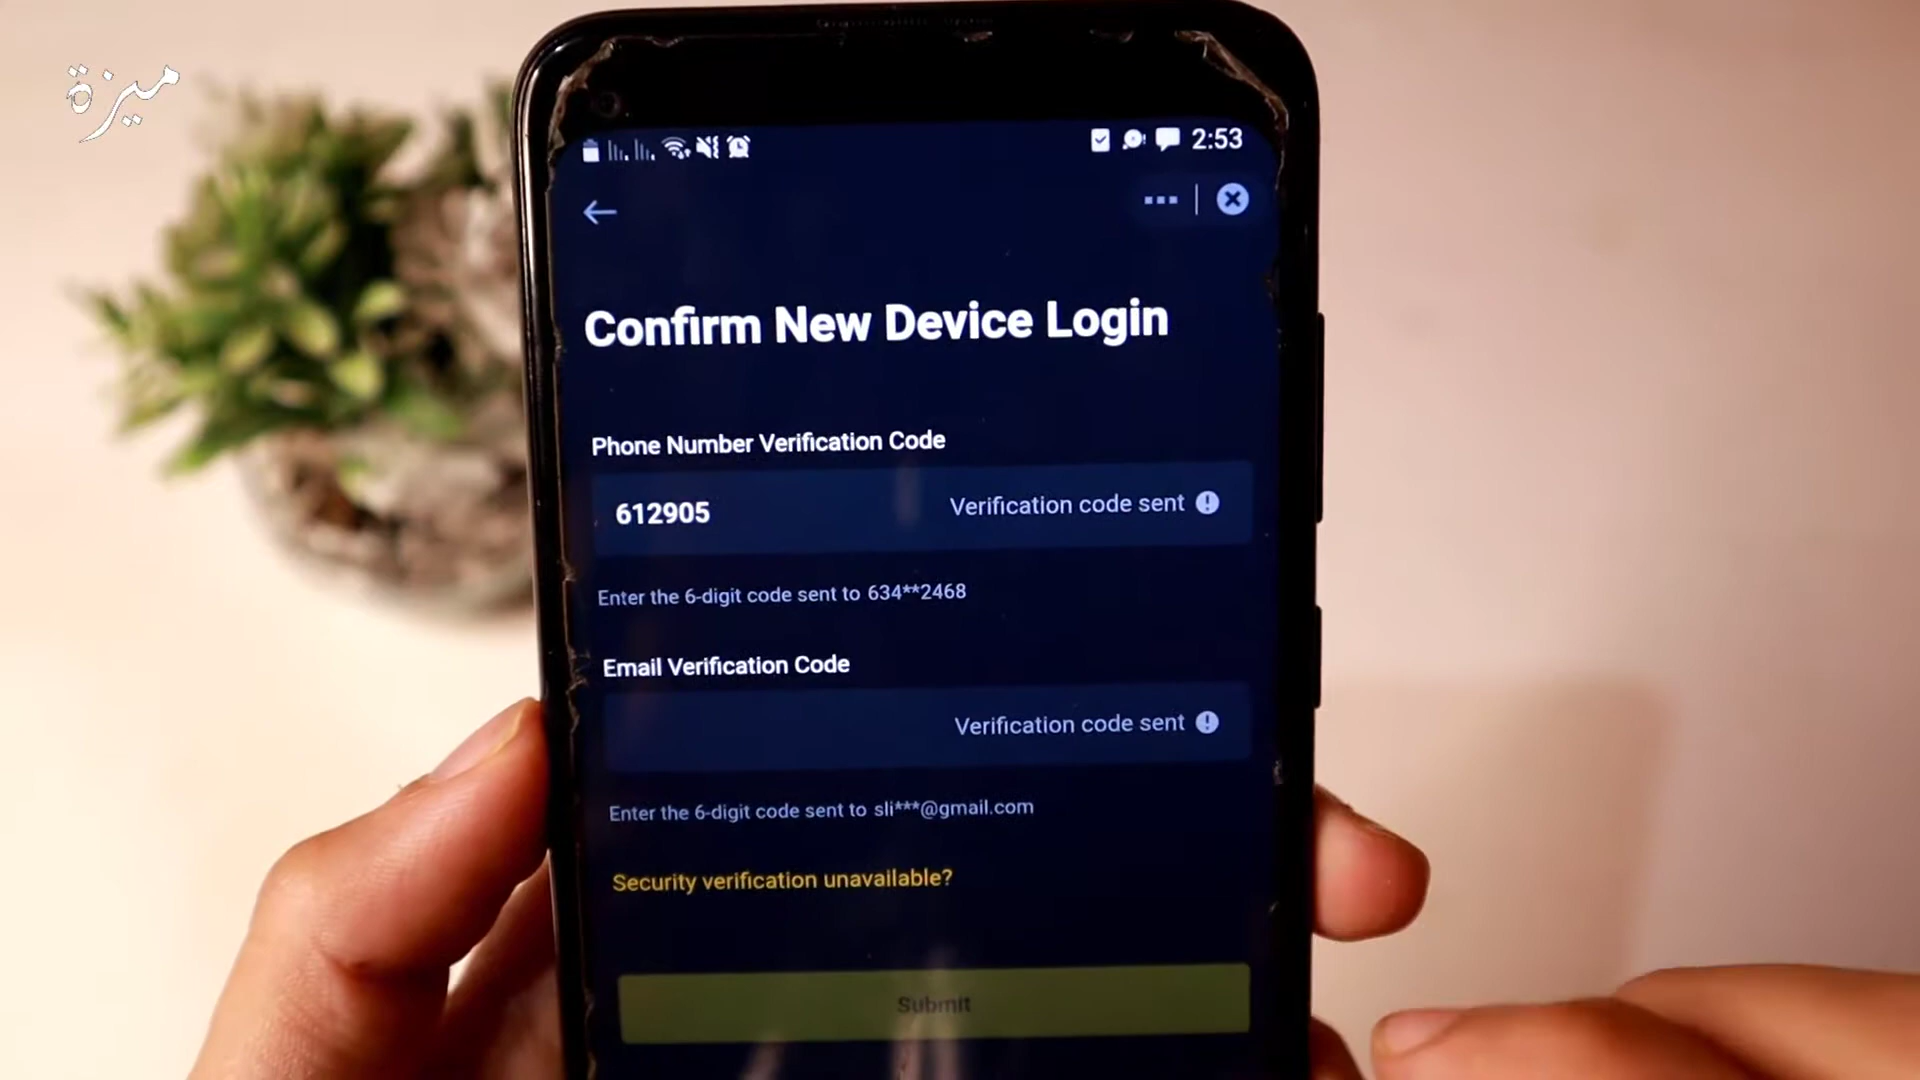 ميزة
2:53
Confirm New Device Login
Phone Number Verification Code
612905
Verification code sent
Enter the 6-digit code sent to 634**2468
Email Verification Code
Verification code sent
Enter the 6-digit code sent to sli***@gmail.com
Security verification unavailable?
Submit